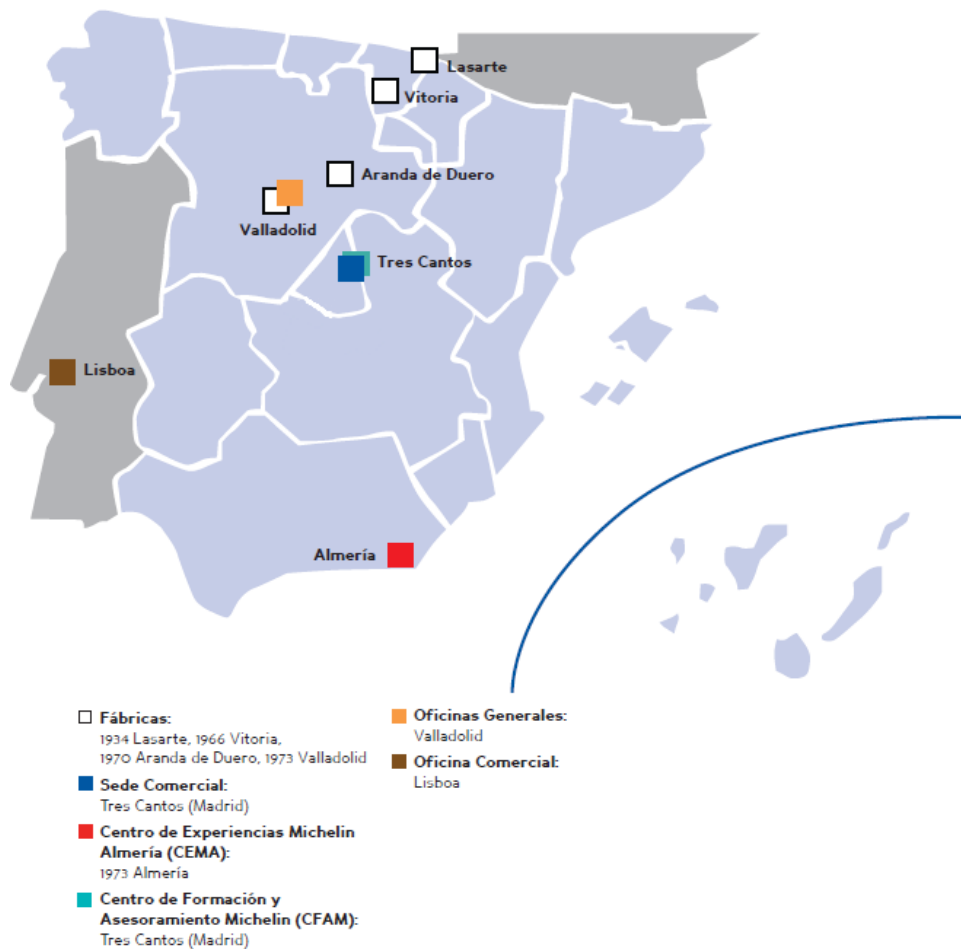 Lasarte
Vitoria
Aranda de Duero
Valladolid
Tres Cantos
Lisboa
Almería
Fábricas:
1934 Lasarte, 1966 Vitoria,
1970 Aranda de Duero, 1973 Valladolid
Sede Comercial:
Tres Cantos (Madrid)
Centro de Experiencias Michelin
Almería (CEMA):
1973 Almería
Centro de Formación y
Asesoramiento Michelin (CFAM):
Tres Cantos (Madrid)
Oficinas Generales:
Valladolid
Oficina Comercial:
Lisboa